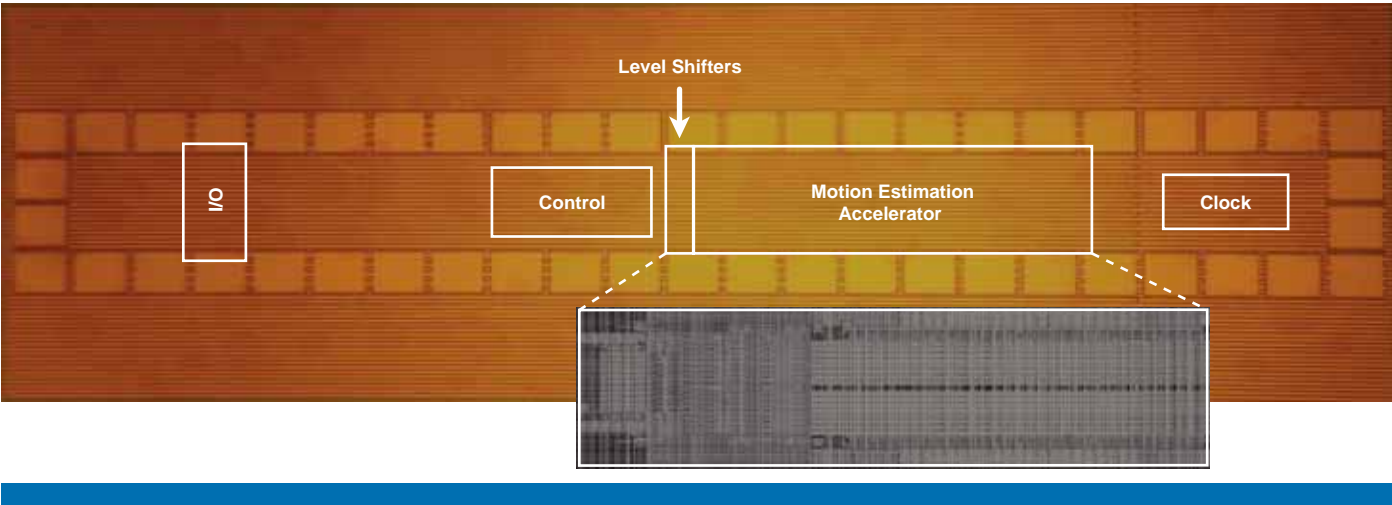 Level Shifters
I/O
Control
Motion Estimation
Accelerator
Clock